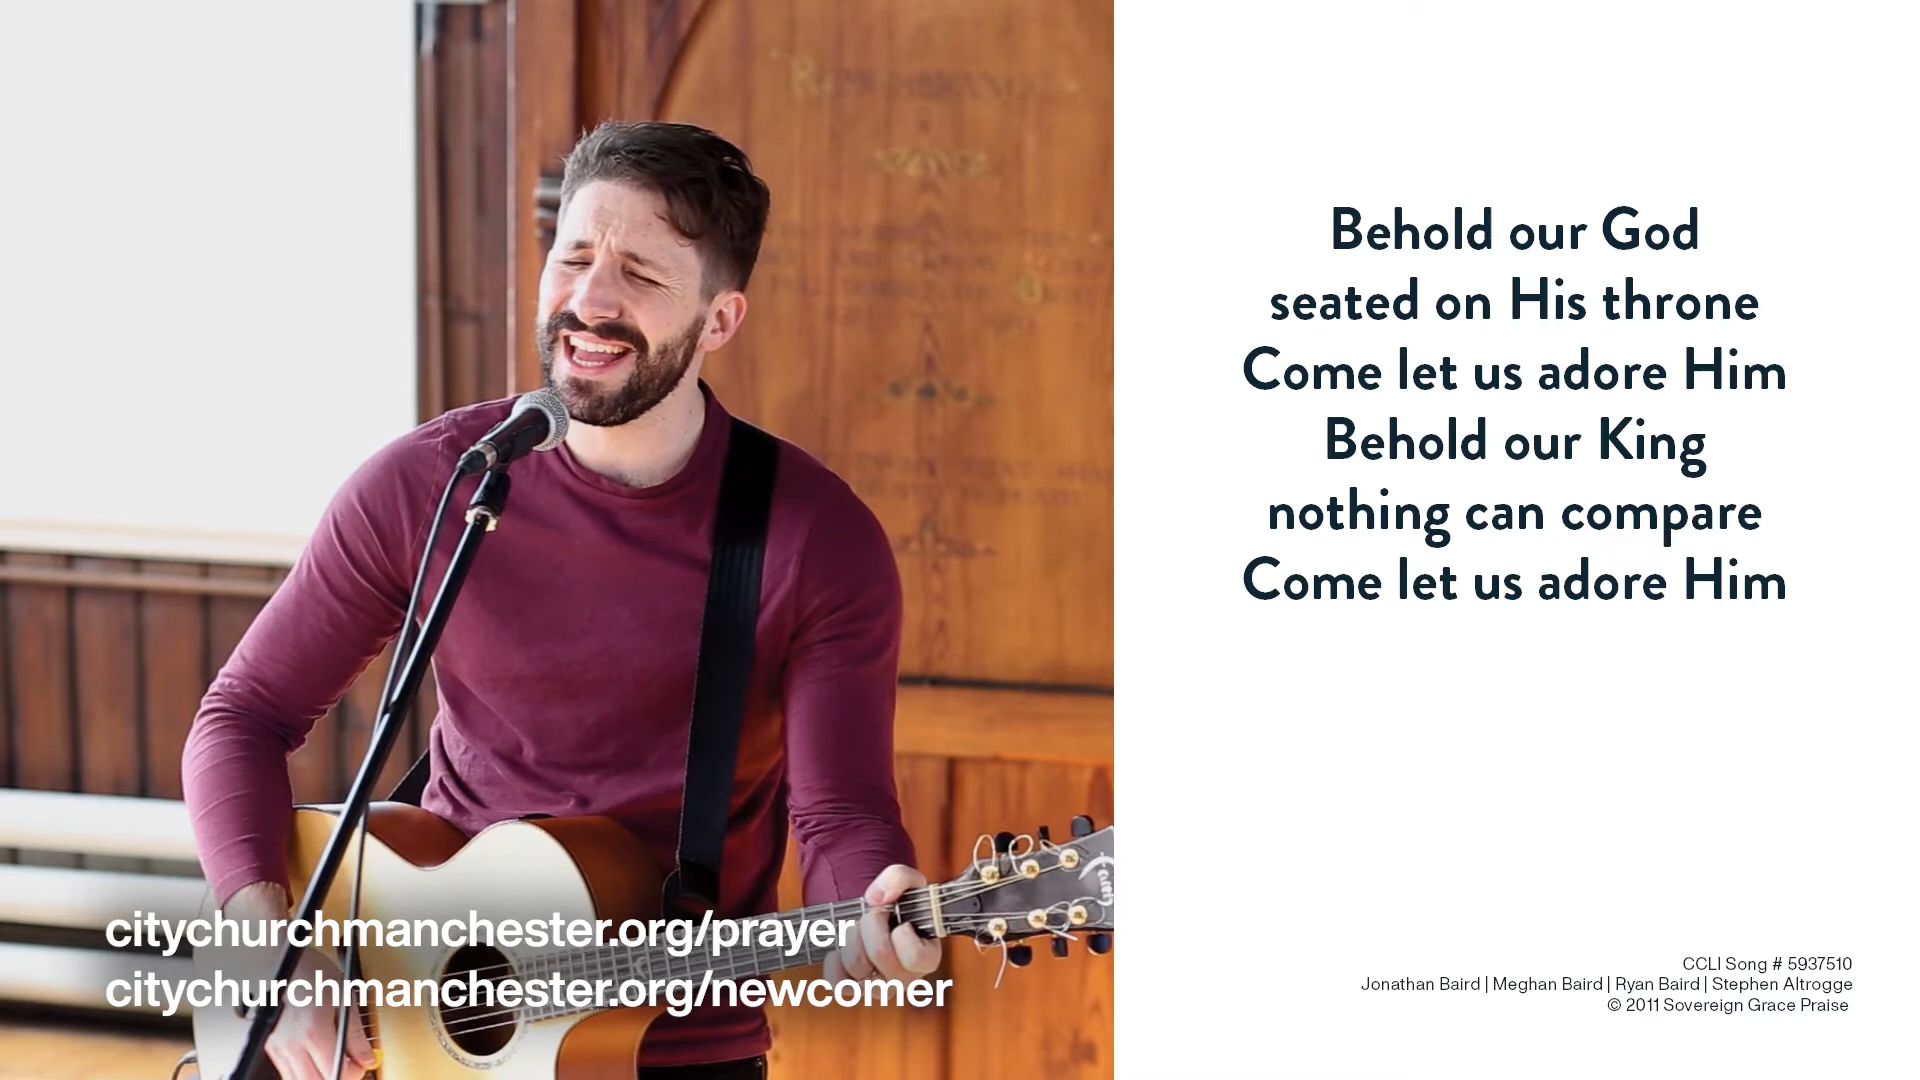 Behold our God
seated on His throne
Come let us adore Him
Behold our King
nothing can compare
Come let us adore Him
citychurchmanchester.org/prayer
citychurchmanchester.org/newcomer
CCLI Song # 5937510
Jonathan Baird | Meghan Baird | Ryan Baird | Stephen Altrogge
© 2011 Sovereign Grace Praise